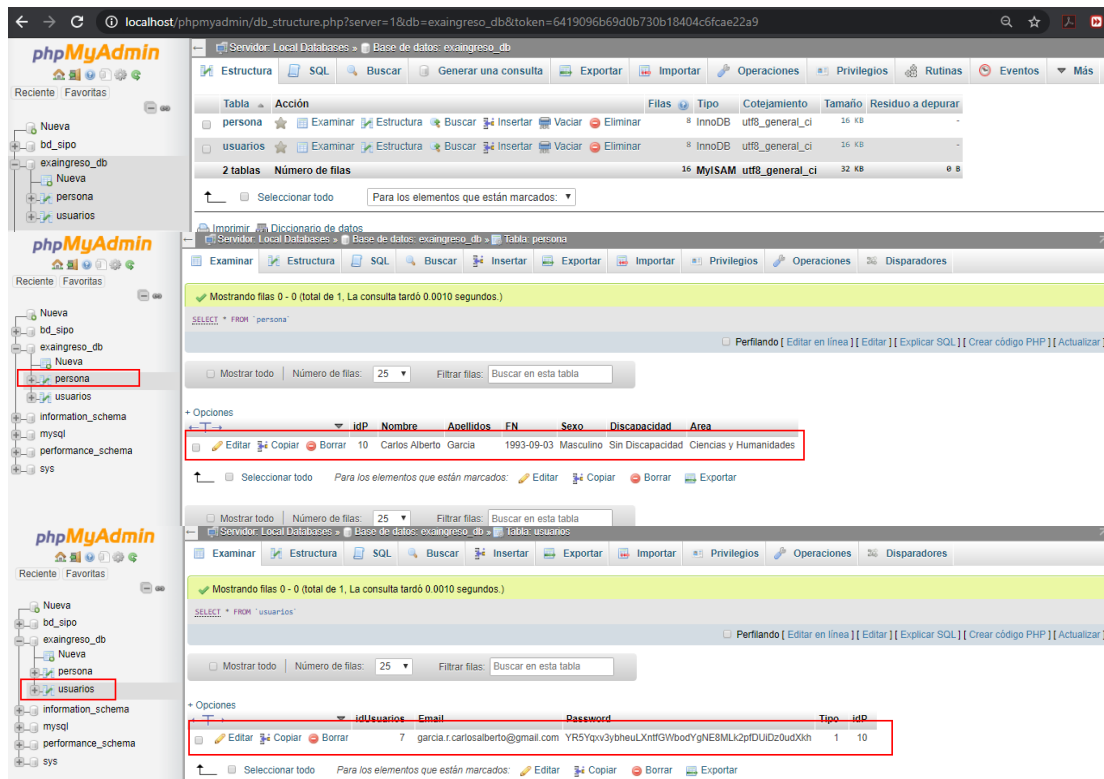 localhost/phpmyadmin/db_structure.php?server=1&db=exaingreso_db&token=6419096b69d0b730b18404c6fcae22a9
phpMyAdmin
Reciente Favoritas
Nueva
bd_sipo
exaingreso_db
Nueva
persona
usuarios
Servidor: Local Databases » Base de datos: exaingreso_db
Estructura SQL Buscar Generar una consulta Exportar Importar Operaciones Privilegios Rutinas Eventos Más
Tabla Acción Filas Tipo Cotejamiento Tamaño Residuo a depurar
persona Examinar Estructura Buscar Insertar Vaciar Eliminar 8 InnoDB utf8_general_ci 16 KB -
usuarios Examinar Estructura Buscar Insertar Vaciar Eliminar 8 InnoDB utf8_general_ci 16 KB -
2 tablas Número de filas 16 MyISAM utf8_general_ci 32 KB 0 B
Seleccionar todo Para los elementos que están marcados:
Imprimir Diccionario de datos
phpMyAdmin
Reciente Favoritas
Nueva
bd_sipo
exaingreso_db
Nueva
persona
usuarios
information_schema
mysql
performance_schema
sys
Servidor: Local Databases » Base de datos: exaingreso_db » Tabla: persona
Examinar Estructura SQL Buscar Insertar Exportar Importar Privilegios Operaciones Disparadores
Mostrando filas 0 - 0 (total de 1, La consulta tardó 0.0010 segundos.)
SELECT * FROM `persona`
Perfilando [ Editar en línea ] [ Editar ] [ Explicar SQL ] [ Crear código PHP ] [ Actualizar ]
Mostrar todo Número de filas: 25 Filtrar filas: Buscar en esta tabla
+ Opciones
idP Nombre Apellidos FN Sexo Discapacidad Area
Editar Copiar Borrar 10 Carlos Alberto Garcia 1993-09-03 Masculino Sin Discapacidad Ciencias y Humanidades
Seleccionar todo Para los elementos que están marcados: Editar Copiar Borrar Exportar
Mostrar todo Número de filas: 25 Filtrar filas: Buscar en esta tabla
phpMyAdmin
Reciente Favoritas
Nueva
bd_sipo
exaingreso_db
Nueva
persona
usuarios
information_schema
mysql
performance_schema
sys
Servidor: Local Databases » Base de datos: exaingreso_db » Tabla: usuarios
Examinar Estructura SQL Buscar Insertar Exportar Importar Privilegios Operaciones Disparadores
Mostrando filas 0 - 0 (total de 1, La consulta tardó 0.0010 segundos.)
SELECT * FROM `usuarios`
Perfilando [ Editar en línea ] [ Editar ] [ Explicar SQL ] [ Crear código PHP ] [ Actualizar ]
Mostrar todo Número de filas: 25 Filtrar filas: Buscar en esta tabla
+ Opciones
idUsuarios Email Password Tipo idP
Editar Copiar Borrar 7 garcia.r.carlosalberto@gmail.com YR5Yqxv3ybheuLXntfGWbodYgNE8MLk2pfDUiDz0udXkh 1 10
Seleccionar todo Para los elementos que están marcados: Editar Copiar Borrar Exportar